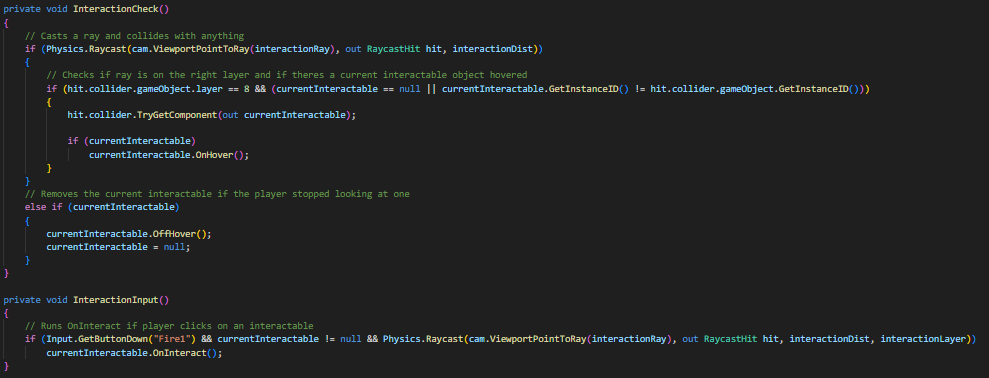 private void InteractionCheck()
{
    // Casts a ray and collides with anything
    if (Physics.Raycast(cam.ViewportPointToRay(interactionRay), out RaycastHit hit, interactionDist))
    {
        // Checks if ray is on the right layer and if theres a current interactable object hovered
        if (hit.collider.gameObject.layer == 8 && (currentInteractable == null || currentInteractable.GetInstanceID() != hit.collider.gameObject.GetInstanceID()))
        {
            hit.collider.TryGetComponent(out currentInteractable);

            if (currentInteractable)
                currentInteractable.OnHover();
        }
    }
    // Removes the current interactable if the player stopped looking at one
    else if (currentInteractable)
    {
        currentInteractable.OffHover();
        currentInteractable = null;
    }
}

private void InteractionInput()
{
    // Runs OnInteract if player clicks on an interactable
    if (Input.GetButtonDown("Fire1") && currentInteractable != null && Physics.Raycast(cam.ViewportPointToRay(interactionRay), out RaycastHit hit, interactionDist, interactionLayer))
        currentInteractable.OnInteract();
}